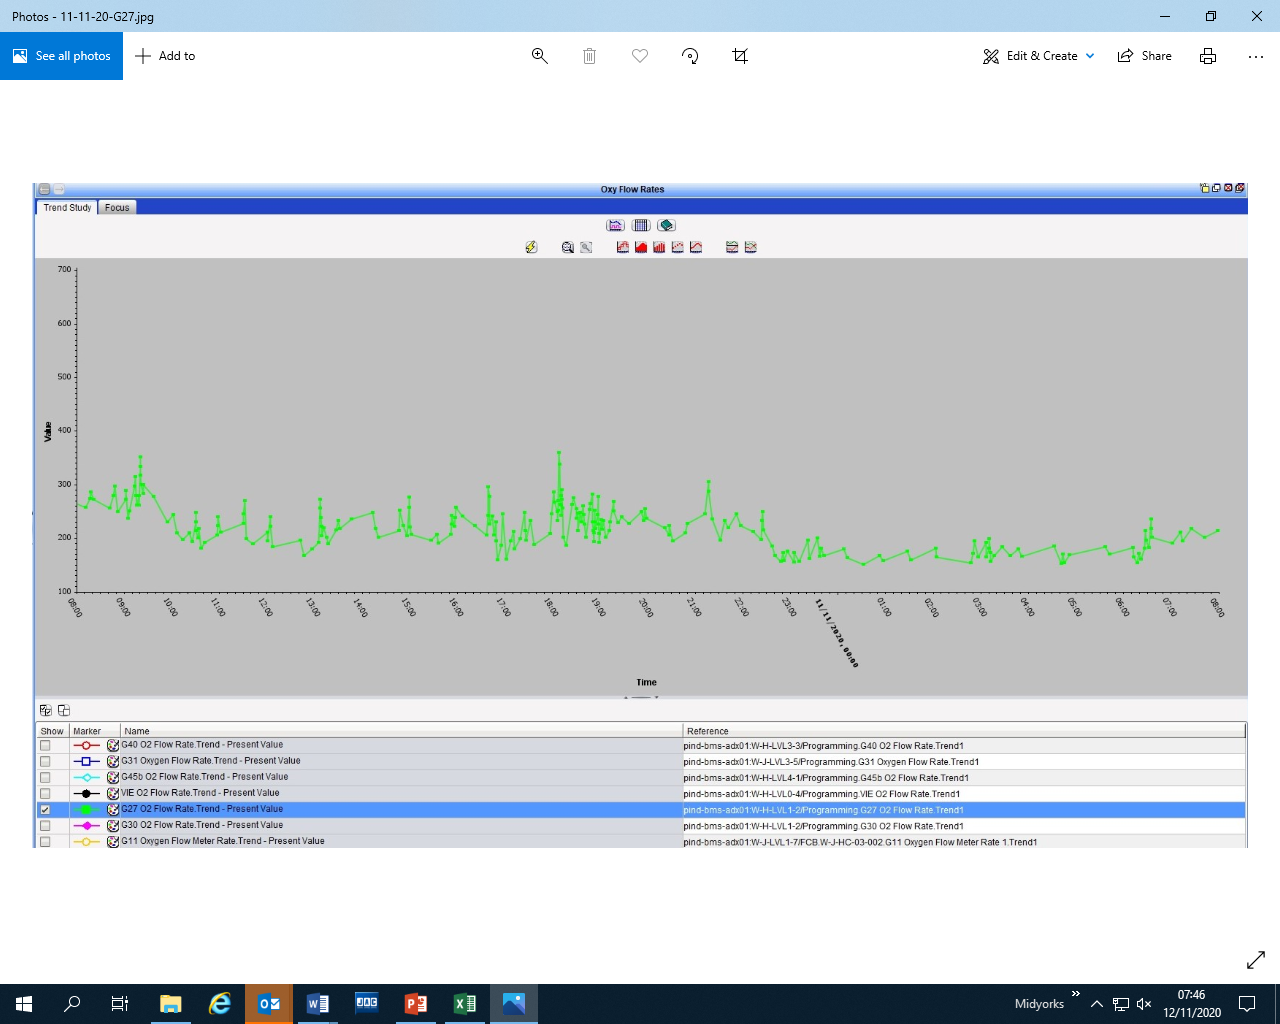 Photos - 11-11-20-G27.jpg
See all photos
Add to
Edit & Create
Share
Oxy Flow Rates
Trend Study
Focus
700
600
500
400
300
200
100
Value
08:00
09:00
10:00
11:00
12:00
13:00
14:00
15:00
16:00
17:00
18:00
19:00
20:00
21:00
22:00
23:00
11/11/2020, 00:00
01:00
02:00
03:00
04:00
05:00
06:00
07:00
08:00
Time
Show Marker Name Reference
G40 O2 Flow Rate.Trend - Present Value pind-bms-adx01:W-H-LVL3-3/Programming.G40 O2 Flow Rate.Trend1
G31 Oxygen Flow Rate.Trend - Present Value pind-bms-adx01:W-J-LVL3-5/Programming.G31 Oxygen Flow Rate.Trend1
G45b O2 Flow Rate.Trend - Present Value pind-bms-adx01:W-H-LVL4-1/Programming.G45b O2 Flow Rate.Trend1
VIE O2 Flow Rate.Trend - Present Value pind-bms-adx01:W-H-LVL0-4/Programming.VIE O2 Flow Rate.Trend1
G27 O2 Flow Rate.Trend - Present Value pind-bms-adx01:W-H-LVL1-2/Programming.G27 O2 Flow Rate.Trend1
G30 O2 Flow Rate.Trend - Present Value pind-bms-adx01:W-H-LVL1-2/Programming.G30 O2 Flow Rate.Trend1
G11 Oxygen Flow Meter Rate.Trend - Present Value pind-bms-adx01:W-J-LVL1-7/FCB.W-J-HC-03-002.G11 Oxygen Flow Meter Rate 1.Trend1
JAC
Midyorks
07:46
12/11/2020